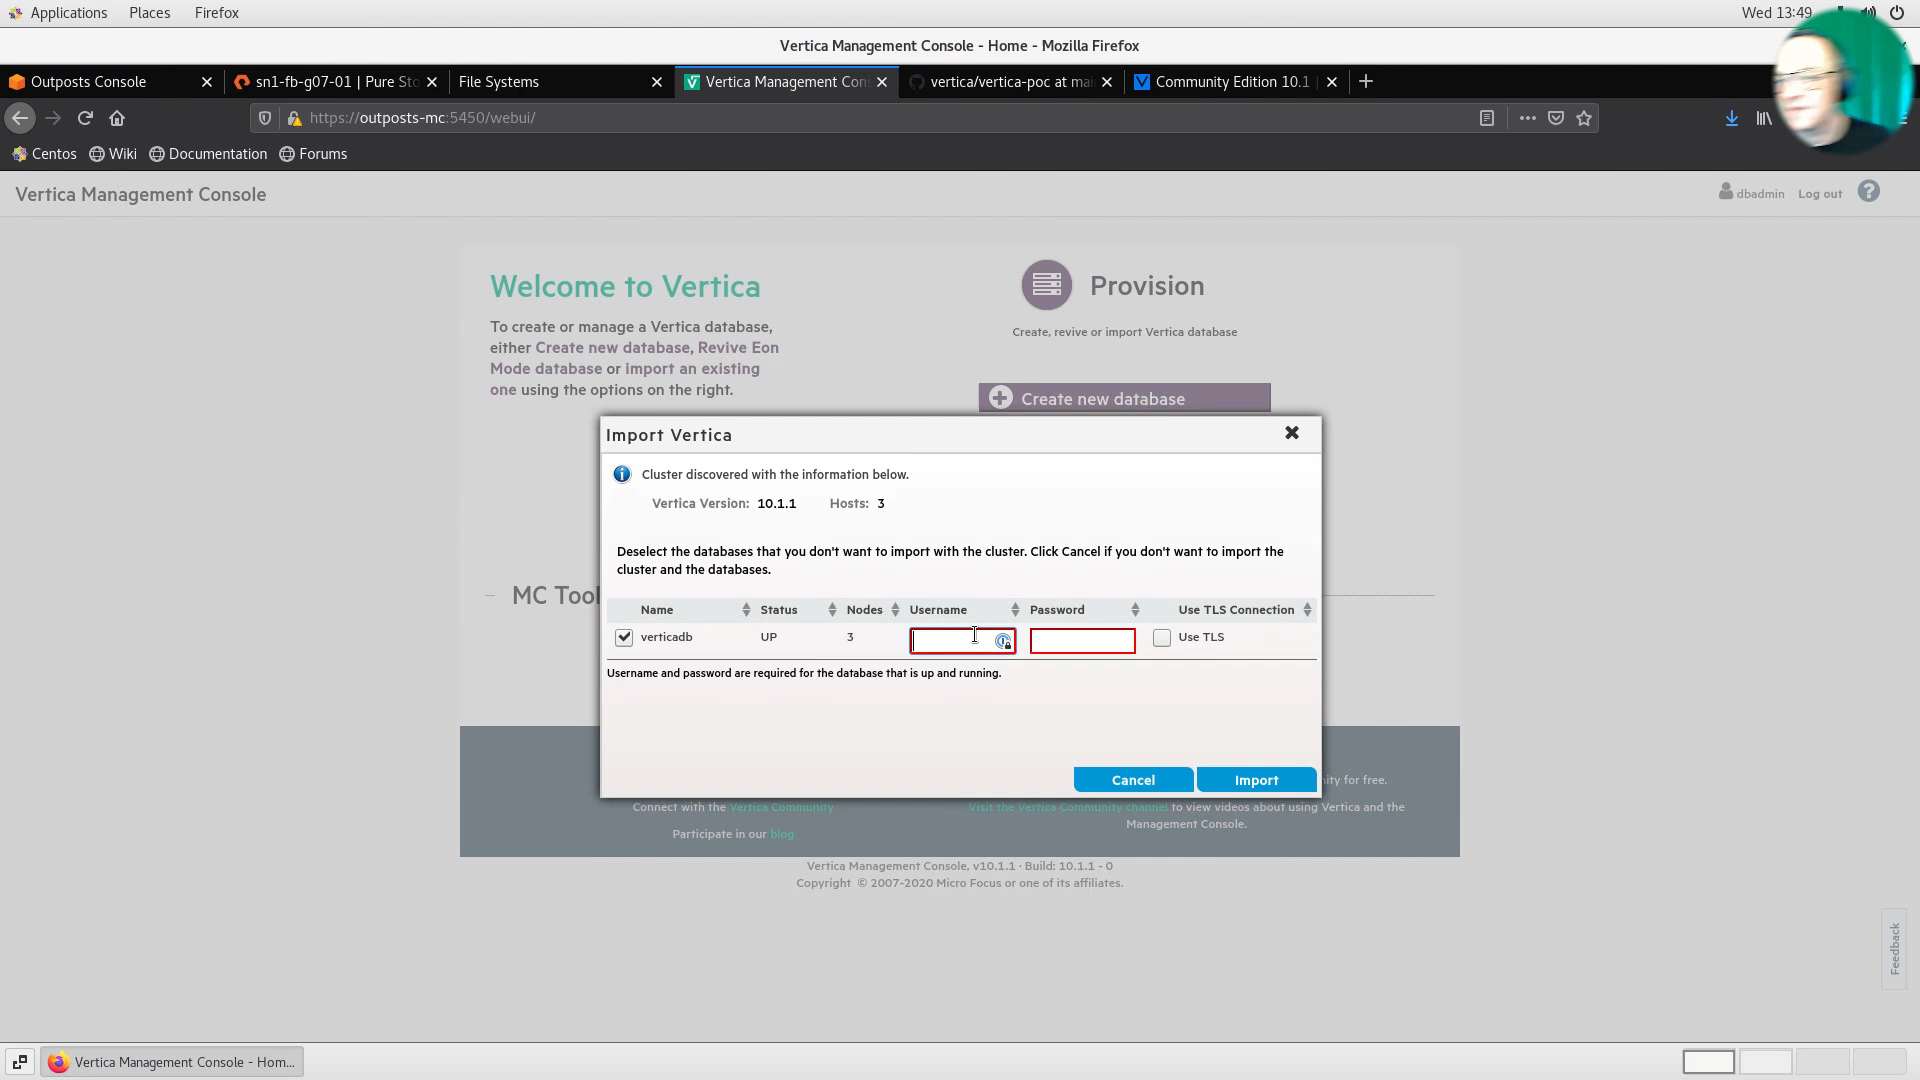 Applications Places Firefox
Wed 13:49
Vertica Management Console - Home - Mozilla Firefox
Outposts Console
sn1-fb-g07-01 | Pure Sto
File Systems
Vertica Management Con
vertica/vertica-poc at mai
Community Edition 10.1
https://outposts-mc:5450/webui/
Centos Wiki Documentation Forums
Vertica Management Console
dbadmin Log out ?
Welcome to Vertica
To create or manage a Vertica database,
either Create new database, Revive Eon
Mode database or import an existing
one using the options on the right.
Provision
Create, revive or import Vertica database
Create new database
MC Tool
Import Vertica
Cluster discovered with the information below.
Vertica Version: 10.1.1 Hosts: 3
Deselect the databases that you don't want to import with the cluster. Click Cancel if you don't want to import the
cluster and the databases.
Name Status Nodes Username Password Use TLS Connection
verticadb UP 3 Use TLS
Username and password are required for the database that is up and running.
Cancel Import
nity for free.
Connect with the Vertica Community
Participate in our blog
Visit the Vertica Community channel to view videos about using Vertica and the
Management Console.
Vertica Management Console, v10.1.1 · Build: 10.1.1 - 0
Copyright © 2007-2020 Micro Focus or one of its affiliates.
Feedback
Vertica Management Console - Hom...